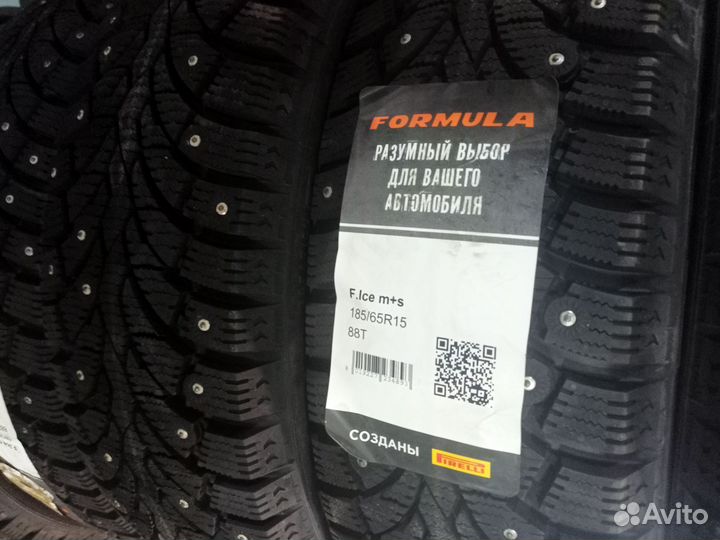 FORMULA
РАЗУМНЫЙ ВЫБОР
ДЛЯ ВАШЕГО
АВТОМОБИЛЯ
F.Ice m+s
185/65R15
88T
СОЗДАНЫ
PIRELLI
Avito